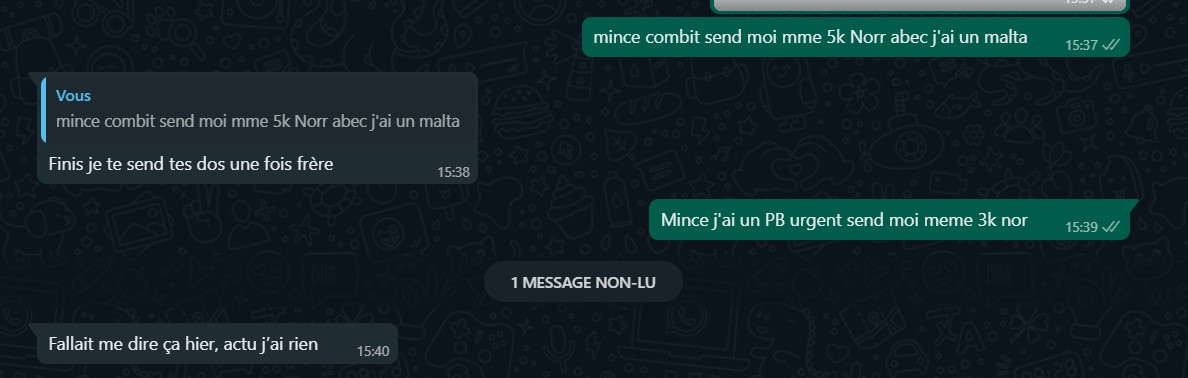 mince combit send moi mme 5k Norr abec j'ai un malta
15:37
Vous
mince combit send moi mme 5k Norr abec j'ai un malta
Finis je te send tes dos une fois frère
15:38
Mince j'ai un PB urgent send moi meme 3k nor
15:39
1 MESSAGE NON-LU
Fallait me dire ça hier, actu j’ai rien
15:40